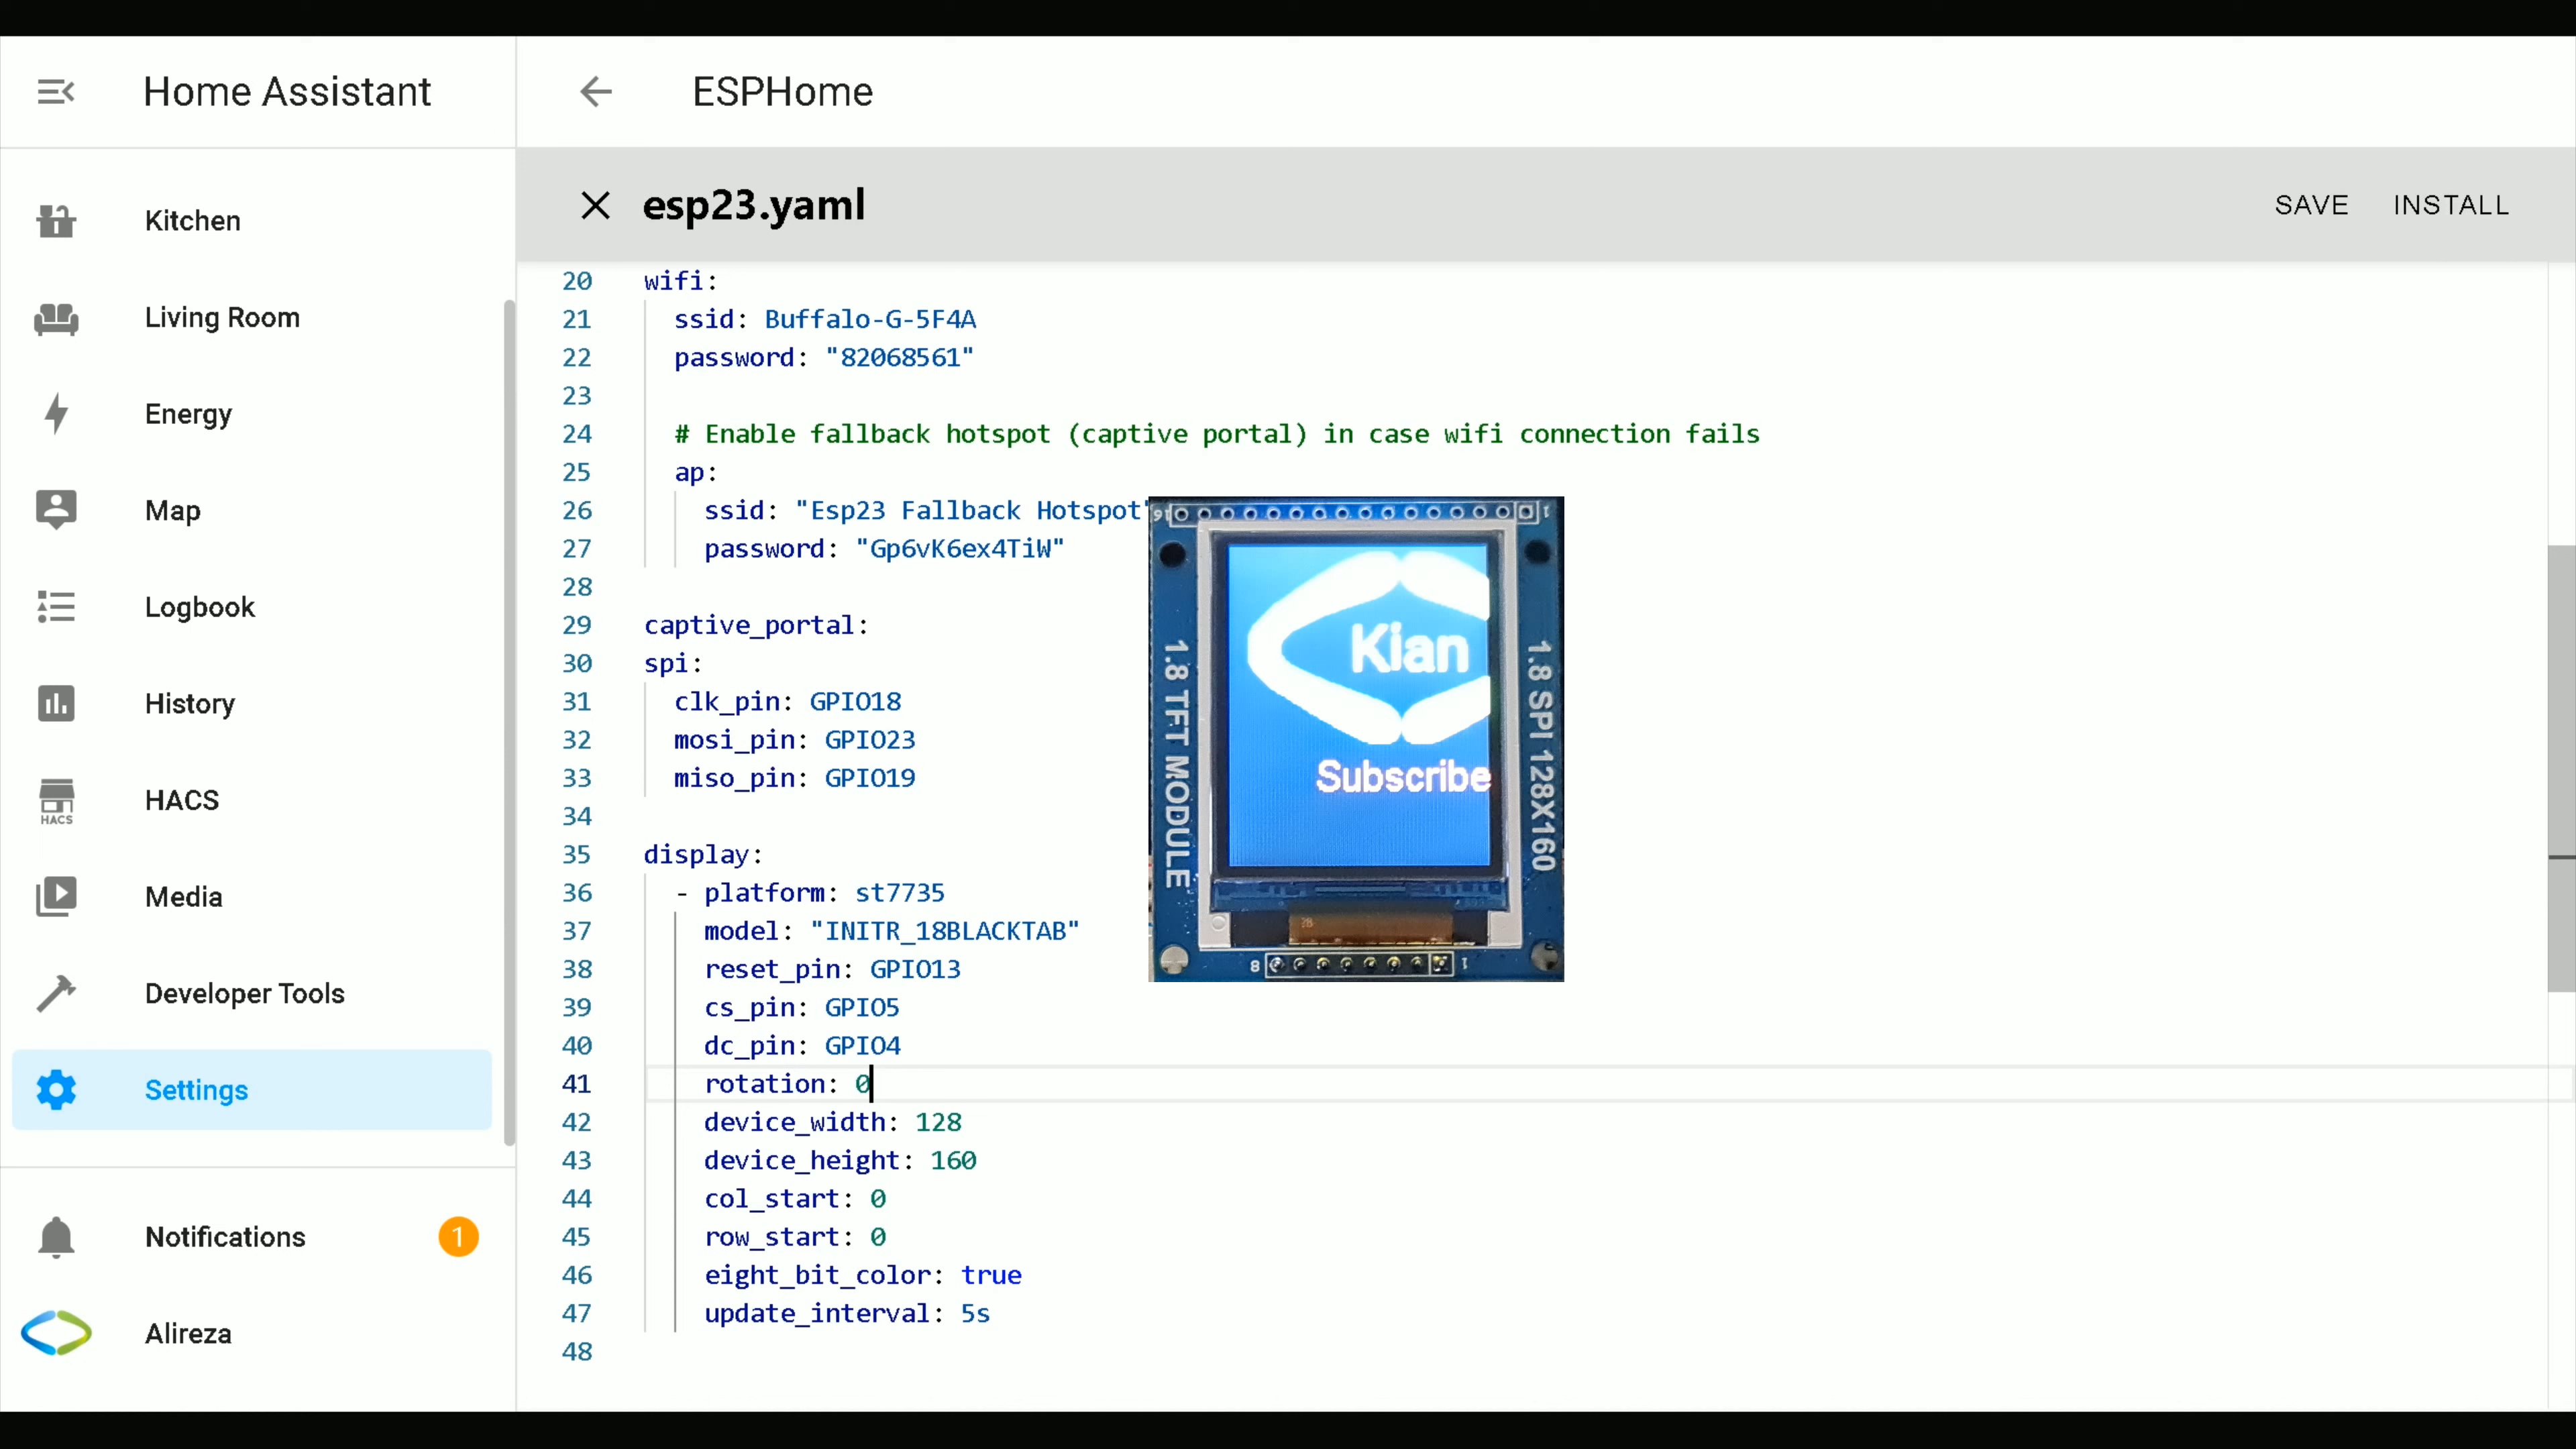 Home Assistant
ESPHome
esp23.yaml
SAVE
INSTALL
Kitchen
Living Room
Energy
Map
Logbook
History
HACS
HACS
Media
Developer Tools
Settings
Notifications
1
Alireza
20 wifi:
21 ssid: Buffalo-G-5F4A
22 password: "82068561"
23
24 # Enable fallback hotspot (captive portal) in case wifi connection fails
25 ap:
26 ssid: "Esp23 Fallback Hotspot"
27 password: "Gp6vK6ex4TiW"
28
29 captive_portal:
30 spi:
31 clk_pin: GPIO18
32 mosi_pin: GPIO23
33 miso_pin: GPIO19
34
35 display:
36 - platform: st7735
37 model: "INITR_18BLACKTAB"
38 reset_pin: GPIO13
39 cs_pin: GPIO5
40 dc_pin: GPIO4
41 rotation: 0
42 device_width: 128
43 device_height: 160
44 col_start: 0
45 row_start: 0
46 eight_bit_color: true
47 update_interval: 5s
48
16
1
1.8 TFT MODULE
Kian
Subscribe
1.8 SPI 128X160
8
1